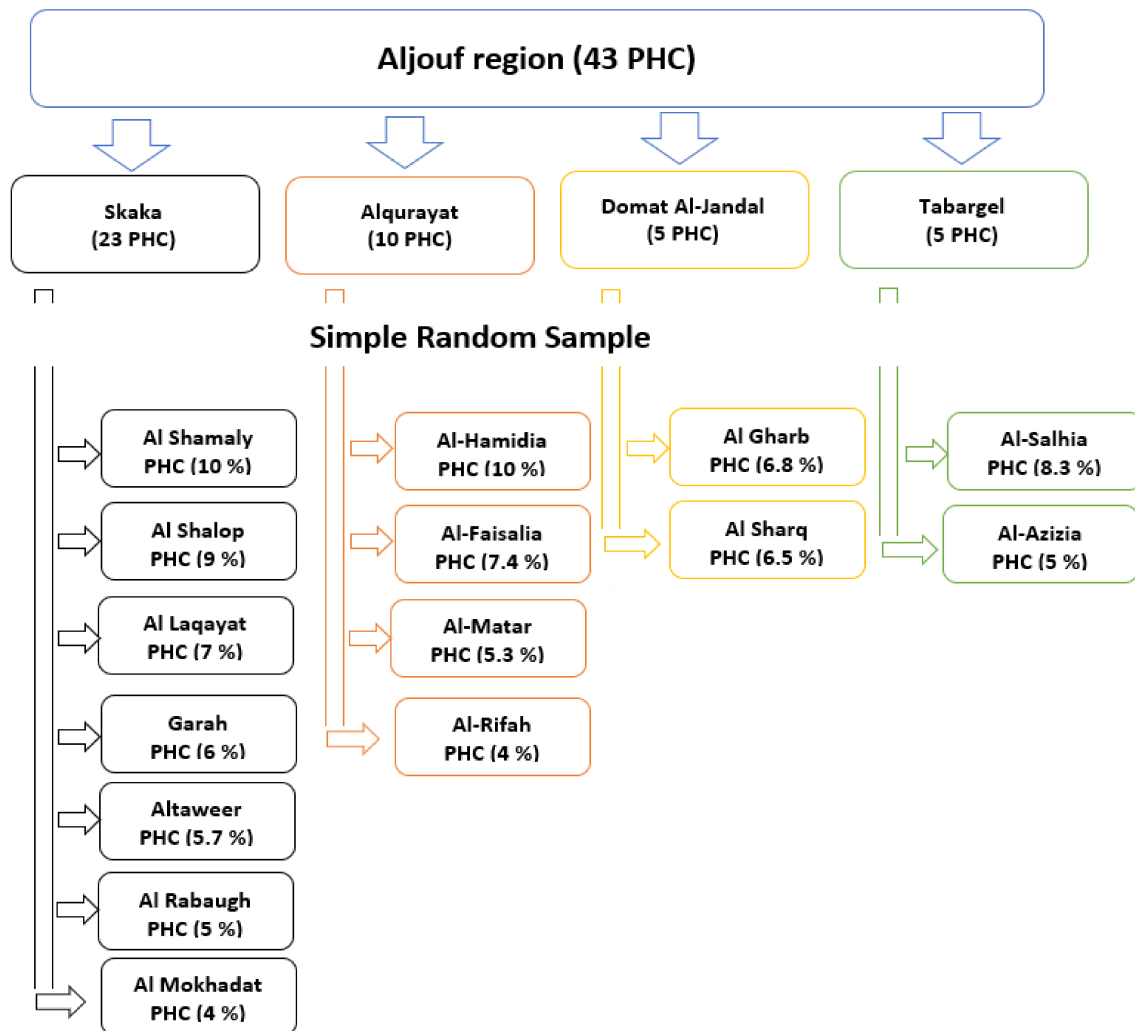 Aljouf region (43 PHC)
Skaka
(23 PHC)
Alqurayat
(10 PHC)
Domat Al-Jandal
(5 PHC)
Tabargel
(5 PHC)
Simple Random Sample
Al Shamaly
PHC (10 %)
Al Shalop
PHC (9 %)
Al Laqayat
PHC (7 %)
Garah
PHC (6 %)
Altaweer
PHC (5.7 %)
Al Rabaugh
PHC (5 %)
Al Mokhadat
PHC (4 %)
Al-Hamidia
PHC (10 %)
Al-Faisalia
PHC (7.4 %)
Al-Matar
PHC (5.3 %)
Al-Rifah
PHC (4 %)
Al Gharb
PHC (6.8 %)
Al Sharq
PHC (6.5 %)
Al-Salhia
PHC (8.3 %)
Al-Azizia
PHC (5 %)